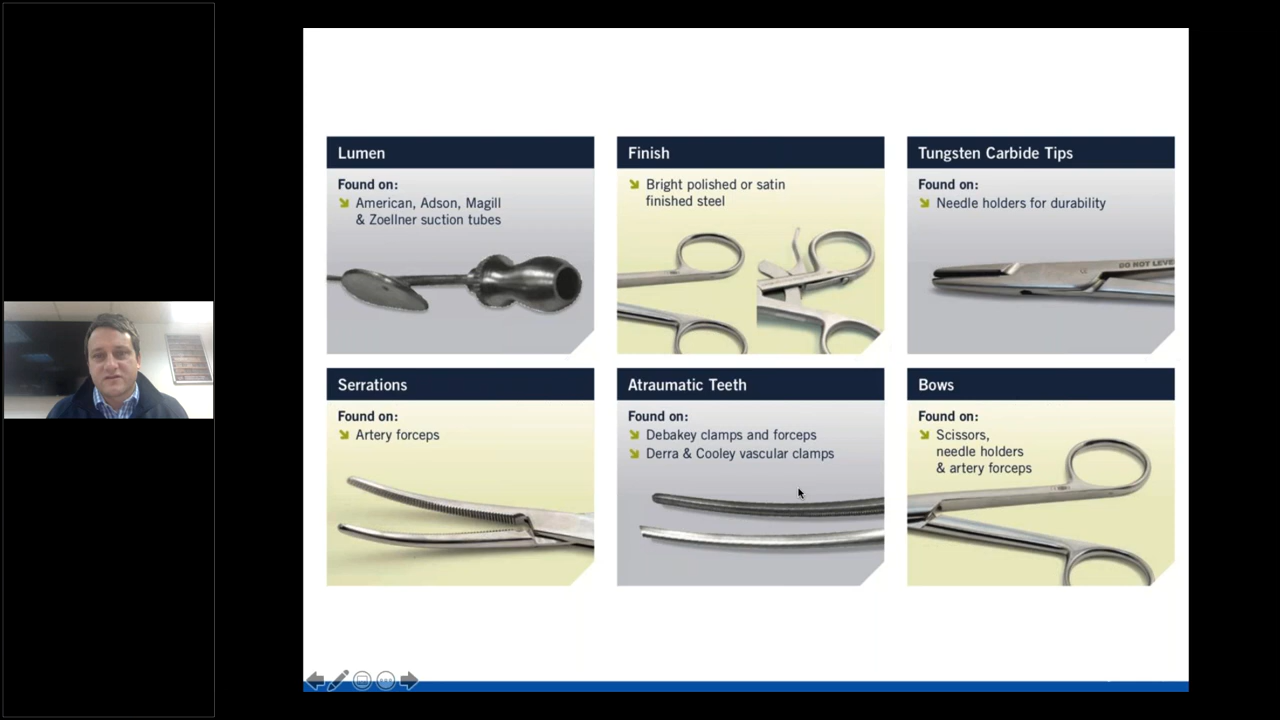 Lumen
Found on:
American, Adson, Magill
& Zoellner suction tubes
Finish
Bright polished or satin
finished steel
Tungsten Carbide Tips
Found on:
Needle holders for durability
DO NOT LEVE
Serrations
Found on:
Artery forceps
Atraumatic Teeth
Found on:
Debakey clamps and forceps
Derra & Cooley vascular clamps
Bows
Found on:
Scissors,
needle holders
& artery forceps